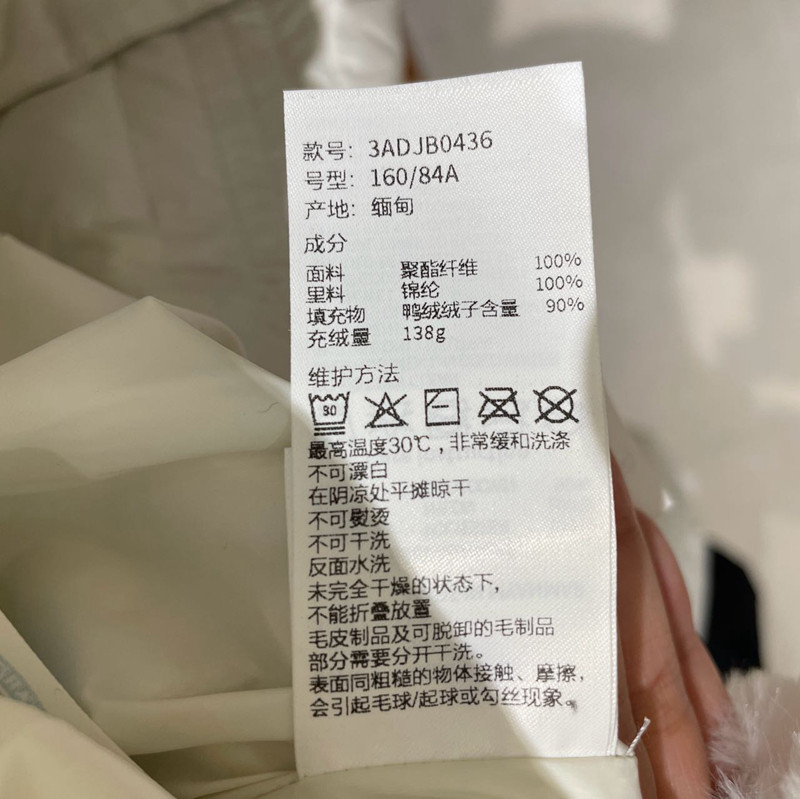 款号: 3ADJB0436
号型: 160/84A
产地: 缅甸
成分
面料 聚酯纤维 100%
里料 锦纶 100%
填充物 鸭绒绒子含量 90%
充绒量 138g
维护方法
30
最高温度30℃，非常缓和洗涤
不可漂白
在阴凉处平摊晾干
不可熨烫
不可干洗
反面水洗
未完全干燥的状态下，
不能折叠放置
毛皮制品及可脱卸的毛制品
部分需要分开干洗。
表面同粗糙的物体接触、摩擦，
会引起毛球/起球或勾丝现象。